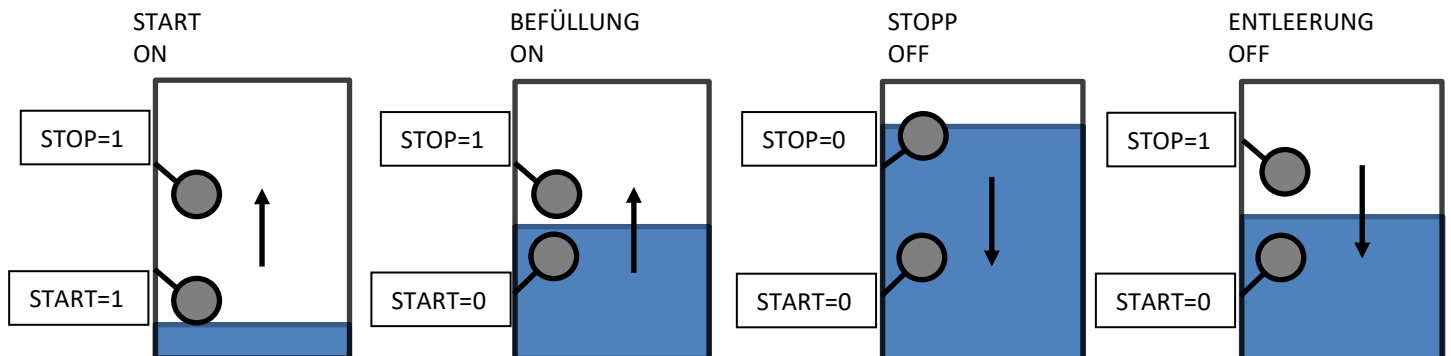 START
ON
STOP=1
START=1
BEFÜLLUNG
ON
STOP=1
START=0
STOPP
OFF
STOP=0
START=0
ENTLEERUNG
OFF
STOP=1
START=0